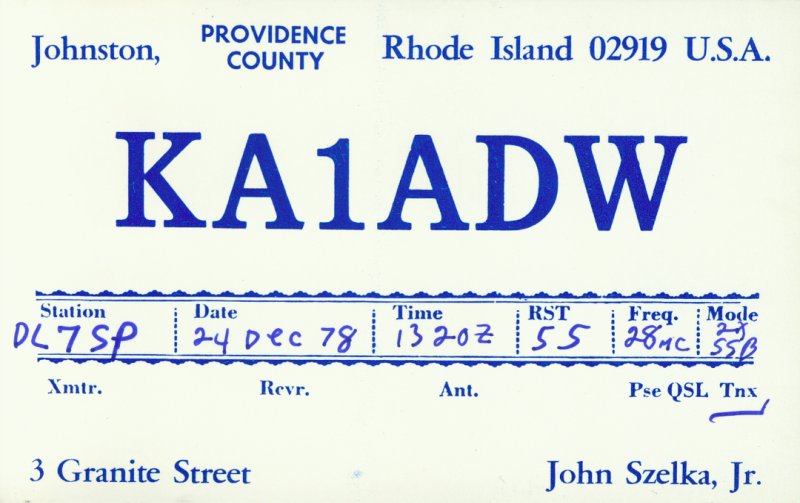 Johnston, PROVIDENCE COUNTY Rhode Island 02919 U.S.A.
KA1ADW
Station Date Time RST Freq. Mode
DL7SP 24 Dec 78 1320Z 55 28MC 2x SSB
Xmtr. Rcvr. Ant. Pse QSL Tnx
3 Granite Street John Szelka, Jr.